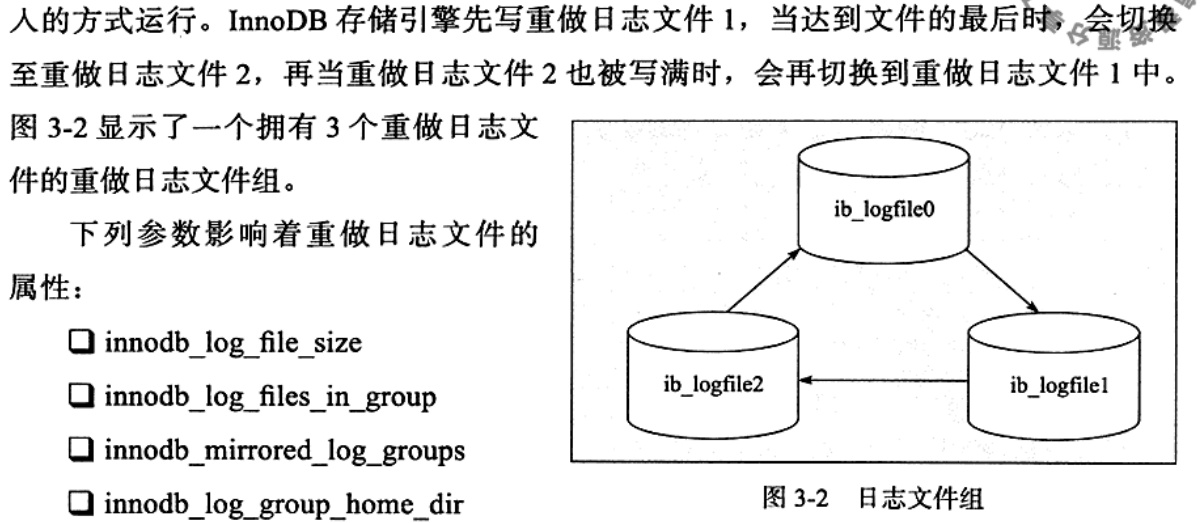 人的方式运行。InnoDB 存储引擎先写重做日志文件 1，当达到文件的最后时，会切换
至重做日志文件 2，再当重做日志文件 2 也被写满时，会再切换到重做日志文件 1 中。
图 3-2 显示了一个拥有 3 个重做日志文
件的重做日志文件组。
下列参数影响着重做日志文件的
属性：
❑ innodb_log_file_size
❑ innodb_log_files_in_group
❑ innodb_mirrored_log_groups
❑ innodb_log_group_home_dir
ib_logfile0
ib_logfile2
ib_logfile1
图 3-2 日志文件组